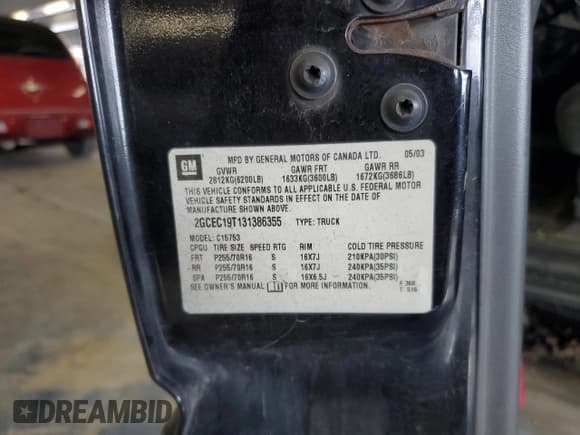 GM
MFD BY GENERAL MOTORS OF CANADA LTD. 05/03
GVWR GAWR FRT GAWR RR
2812KG(6200LB) 1633KG(3600LB) 1672KG(3686LB)
THIS VEHICLE CONFORMS TO ALL APPLICABLE U.S. FEDERAL MOTOR
VEHICLE SAFETY STANDARDS IN EFFECT ON THE DATE OF
MANUFACTURE SHOWN ABOVE.
2GCEC19T131386355 TYPE: TRUCK
MODEL: C15753
CPGU TIRE SIZE SPEED RTG RIM COLD TIRE PRESSURE
FRT P255/70R16 S 16X7J 210KPA(30PSI)
RR P255/70R16 S 16X7J 240KPA(35PSI)
SPA P255/70R16 S 16X6.5J 240KPA(35PSI)
SEE OWNER'S MANUAL FOR MORE INFORMATION.
DREAMBID